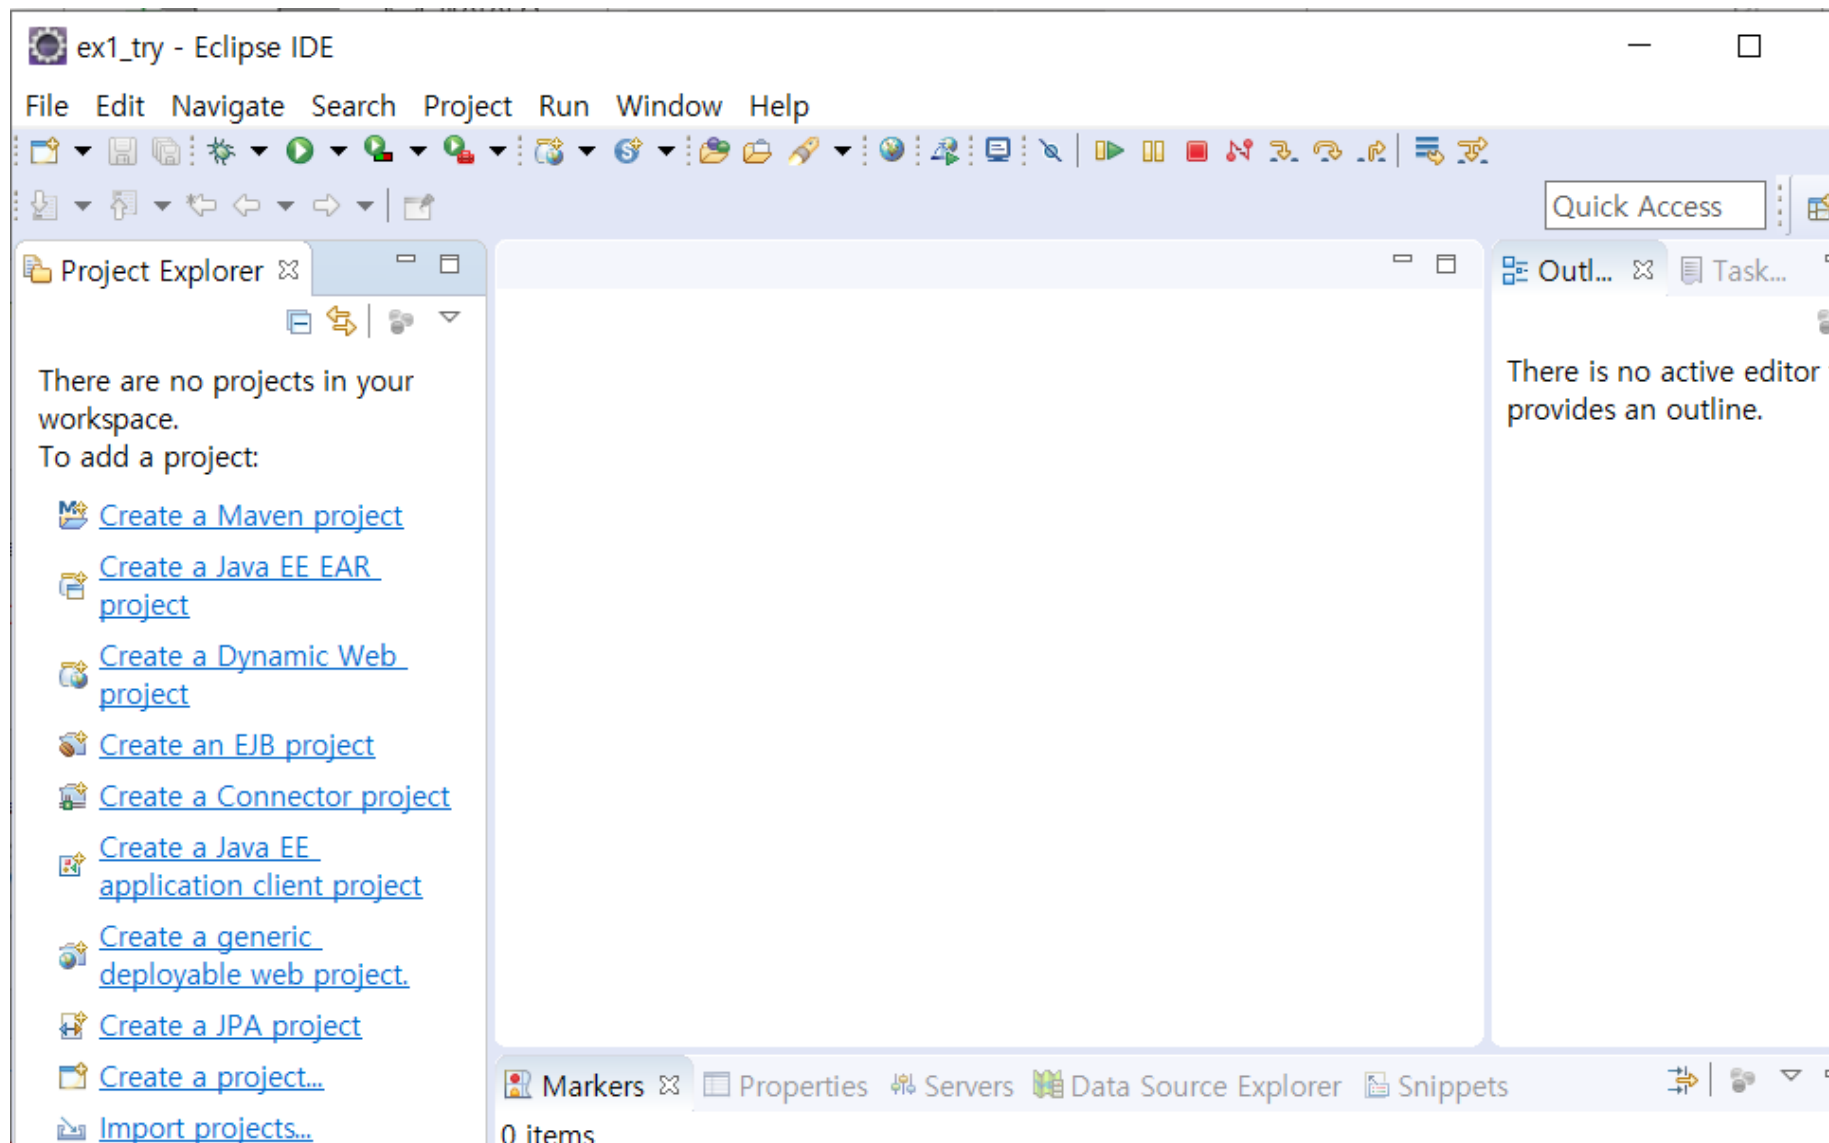 ex1_try - Eclipse IDE
File Edit Navigate Search Project Run Window Help
Quick Access
Project Explorer
There are no projects in your
workspace.
To add a project:
Create a Maven project
Create a Java EE EAR
project
Create a Dynamic Web
project
Create an EJB project
Create a Connector project
Create a Java EE
application client project
Create a generic
deployable web project.
Create a JPA project
Create a project...
Import projects...
Outl... Task...
There is no active editor
provides an outline.
Markers Properties Servers Data Source Explorer Snippets
0 items